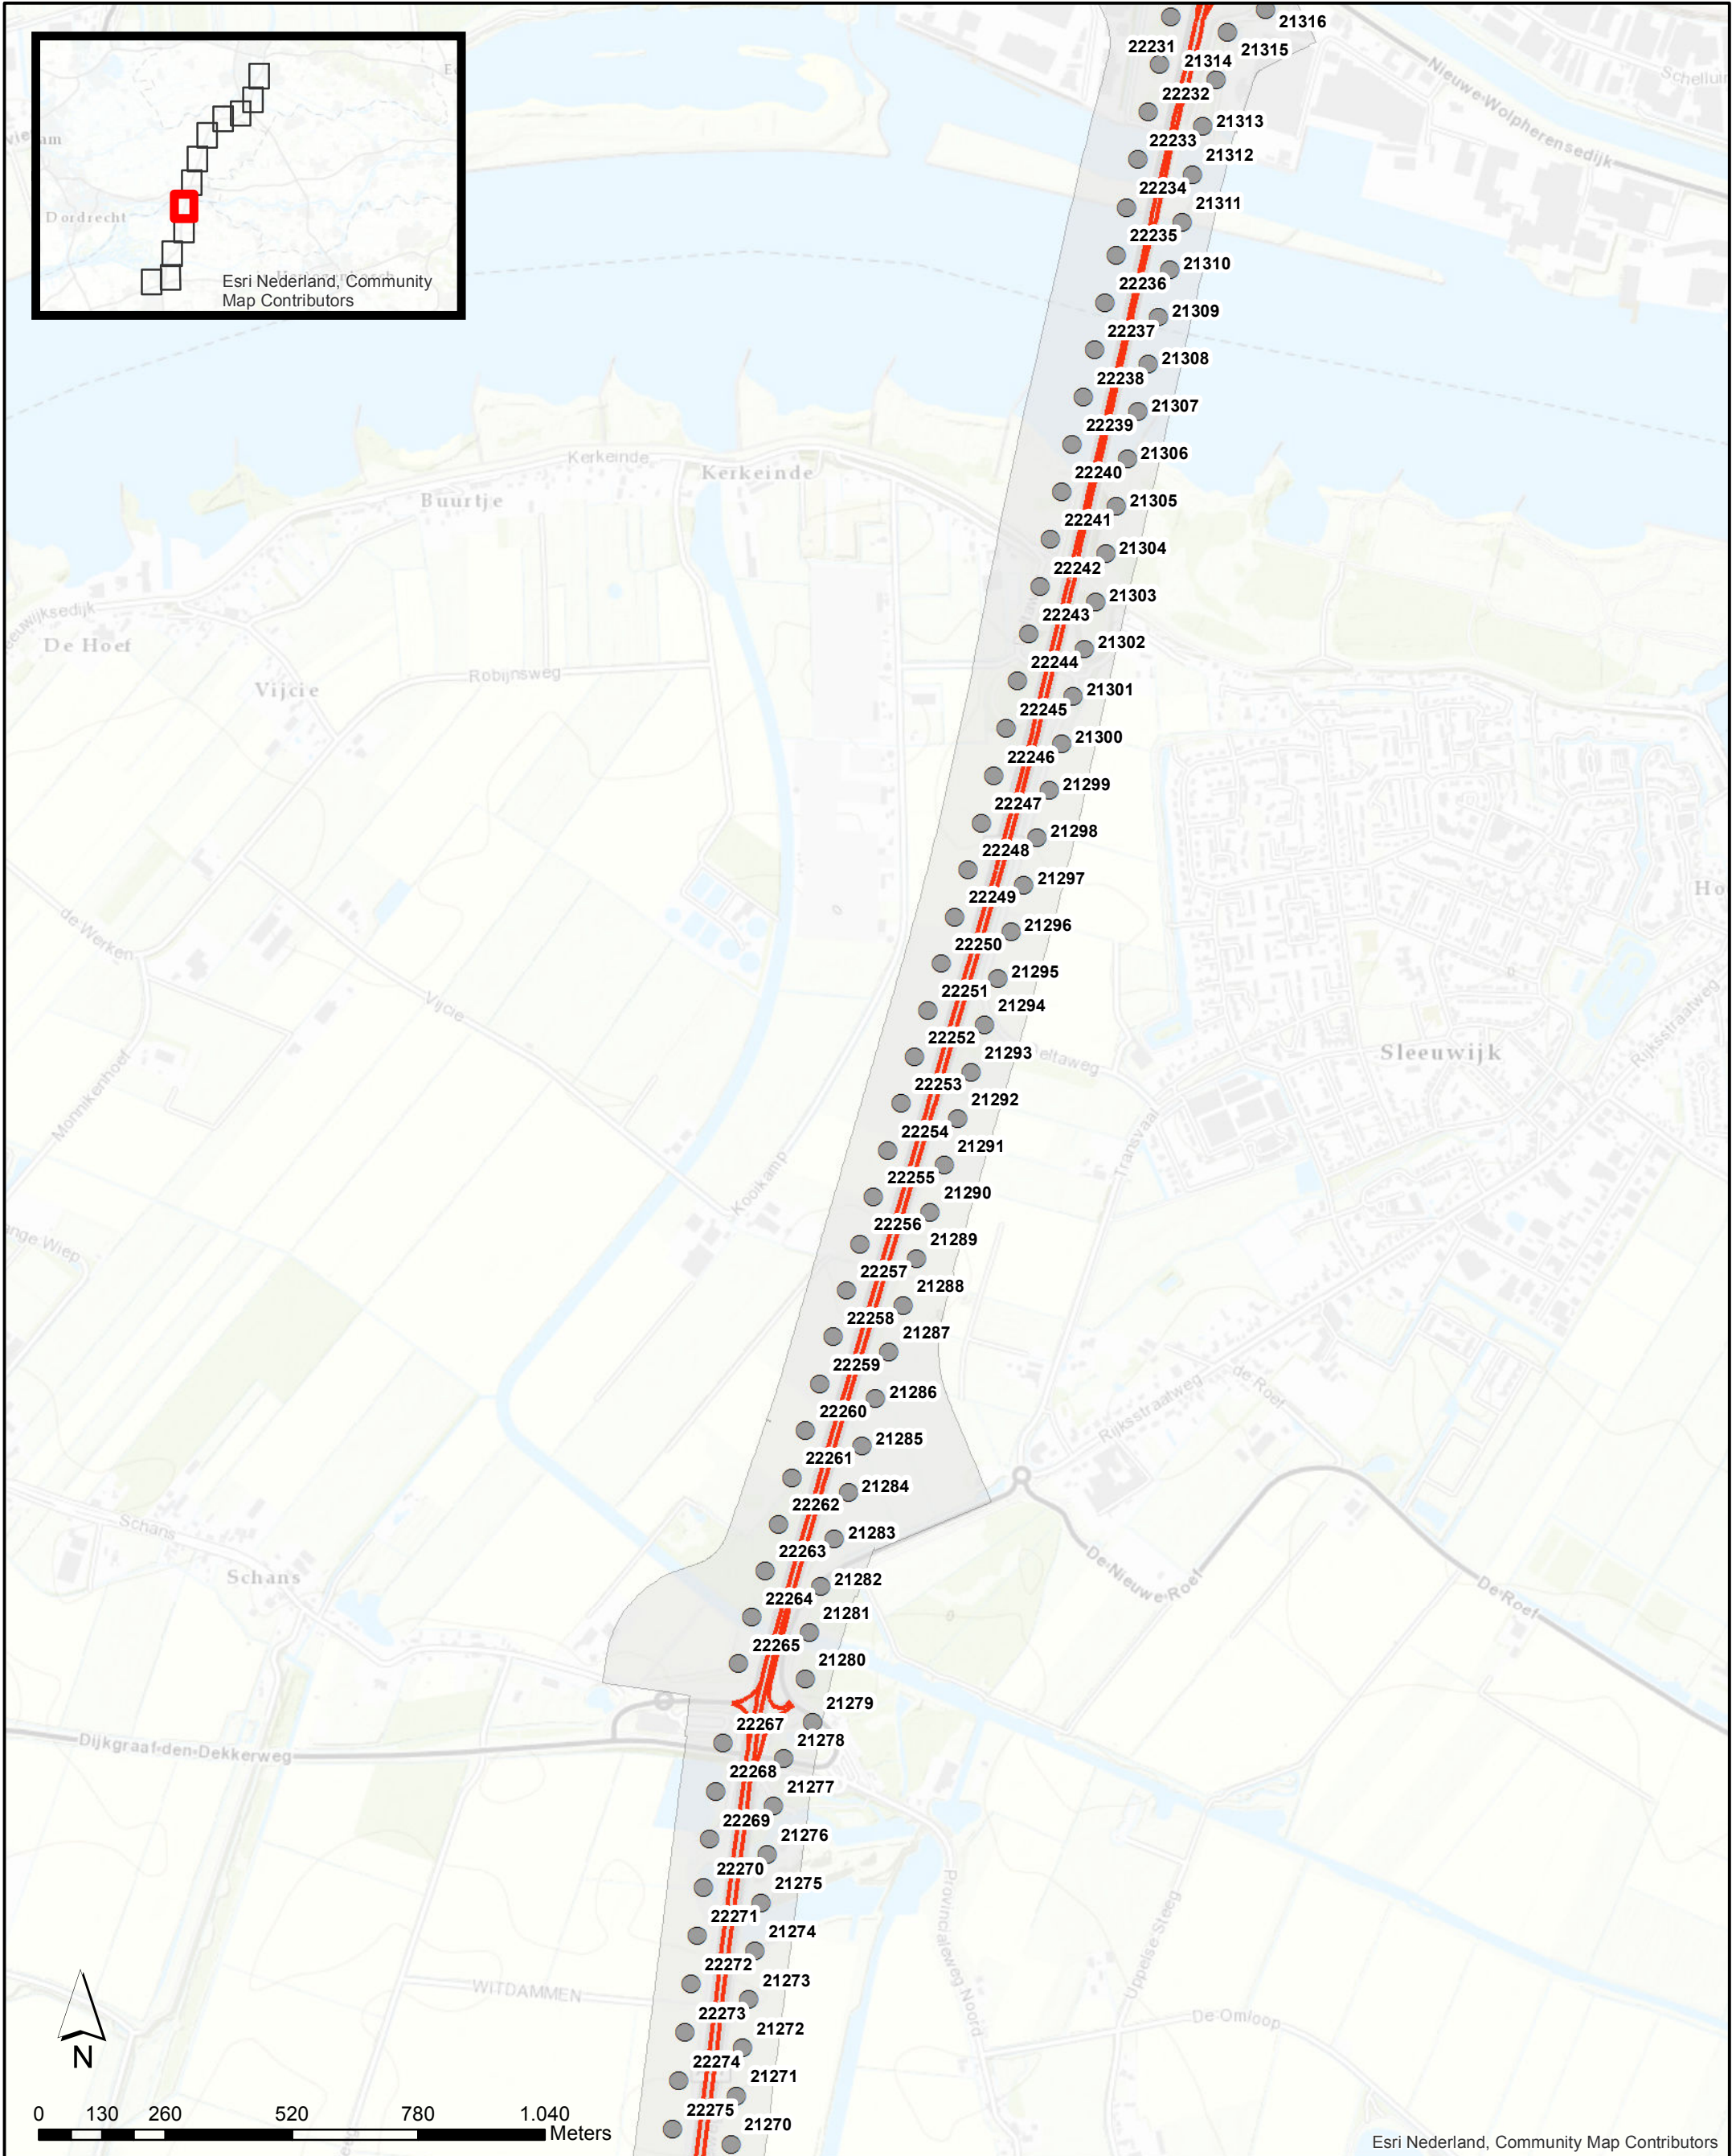 Dordrecht
Esri Nederland, Community
Map Contributors
21316
22231
21315
21314
Nieuwe-Wolpherensedijk
22232
21313
22233
21312
22234
21311
22235
21310
22236
21309
22237
21308
22238
21307
22239
21306
Kerkeinde
Kerkeinde
22240
Buurtje
21305
22241
21304
22242
21303
22243
De Hoef
21302
22244
Robijnsweg
Vijcie
21301
22245
21300
22246
21299
22247
21298
22248
21297
22249
de Werken
21296
22250
21295
22251
Vijcie
21294
22252
21293
Sleeuwijk
Rijksstraatweg
22253
Monnikenhoef
21292
22254
Transvaal
21291
22255
Kooikamp
21290
22256
21289
22257
21288
22258
21287
22259
21286
de Roef
Rijksstraatweg
22260
21285
22261
21284
22262
Schans
21283
22263
De Nieuwe Roef
Schans
21282
De Roef
22264
21281
22265
21280
21279
22267
21278
Dijkgraaf-den-Dekkerweg
22268
21277
22269
21276
22270
21275
22271
21274
Provincialeweg Noord
Uppelse Steeg
22272
21273
WITDAMMEN
22273
De Omloop
21272
N
22274
21271
22275
21270
0 130 260 520 780 1.040
Meters
Esri Nederland, Community Map Contributors